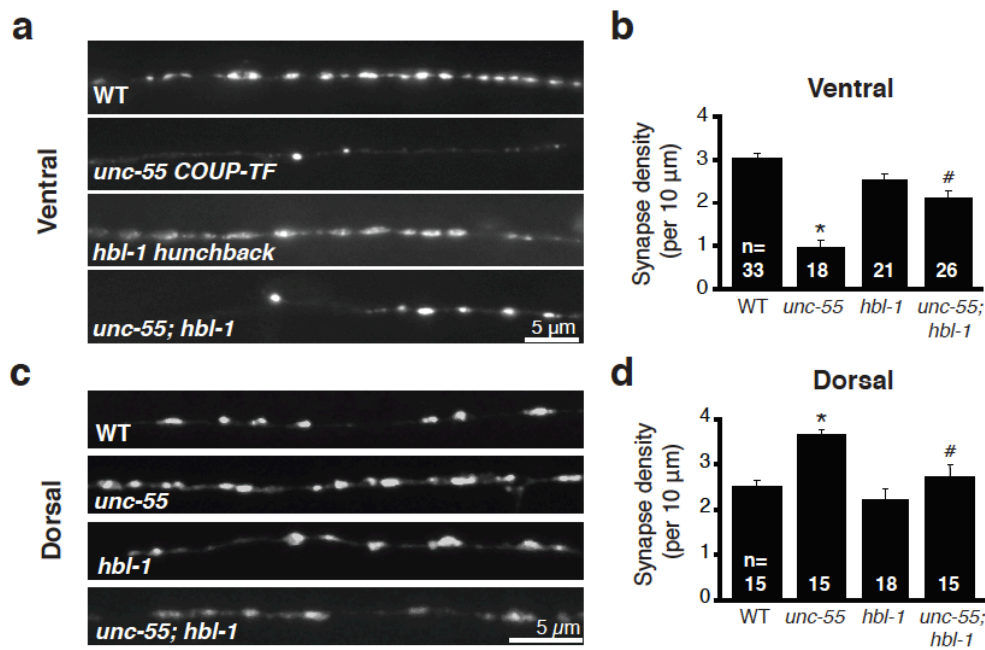 a
Ventral
WT
unc-55 COUP-TF
hbl-1 hunchback
unc-55; hbl-1
5 µm
b
Ventral
Synapse density
(per 10 µm)
4
3
2
1
0
*
#
n=
33
18
21
26
WT
unc-55
hbl-1
unc-55;
hbl-1
c
Dorsal
WT
unc-55
hbl-1
unc-55; hbl-1
5 µm
d
Dorsal
Synapse density
(per 10 µm)
4
3
2
1
0
*
#
n=
15
15
18
15
WT
unc-55
hbl-1
unc-55;
hbl-1